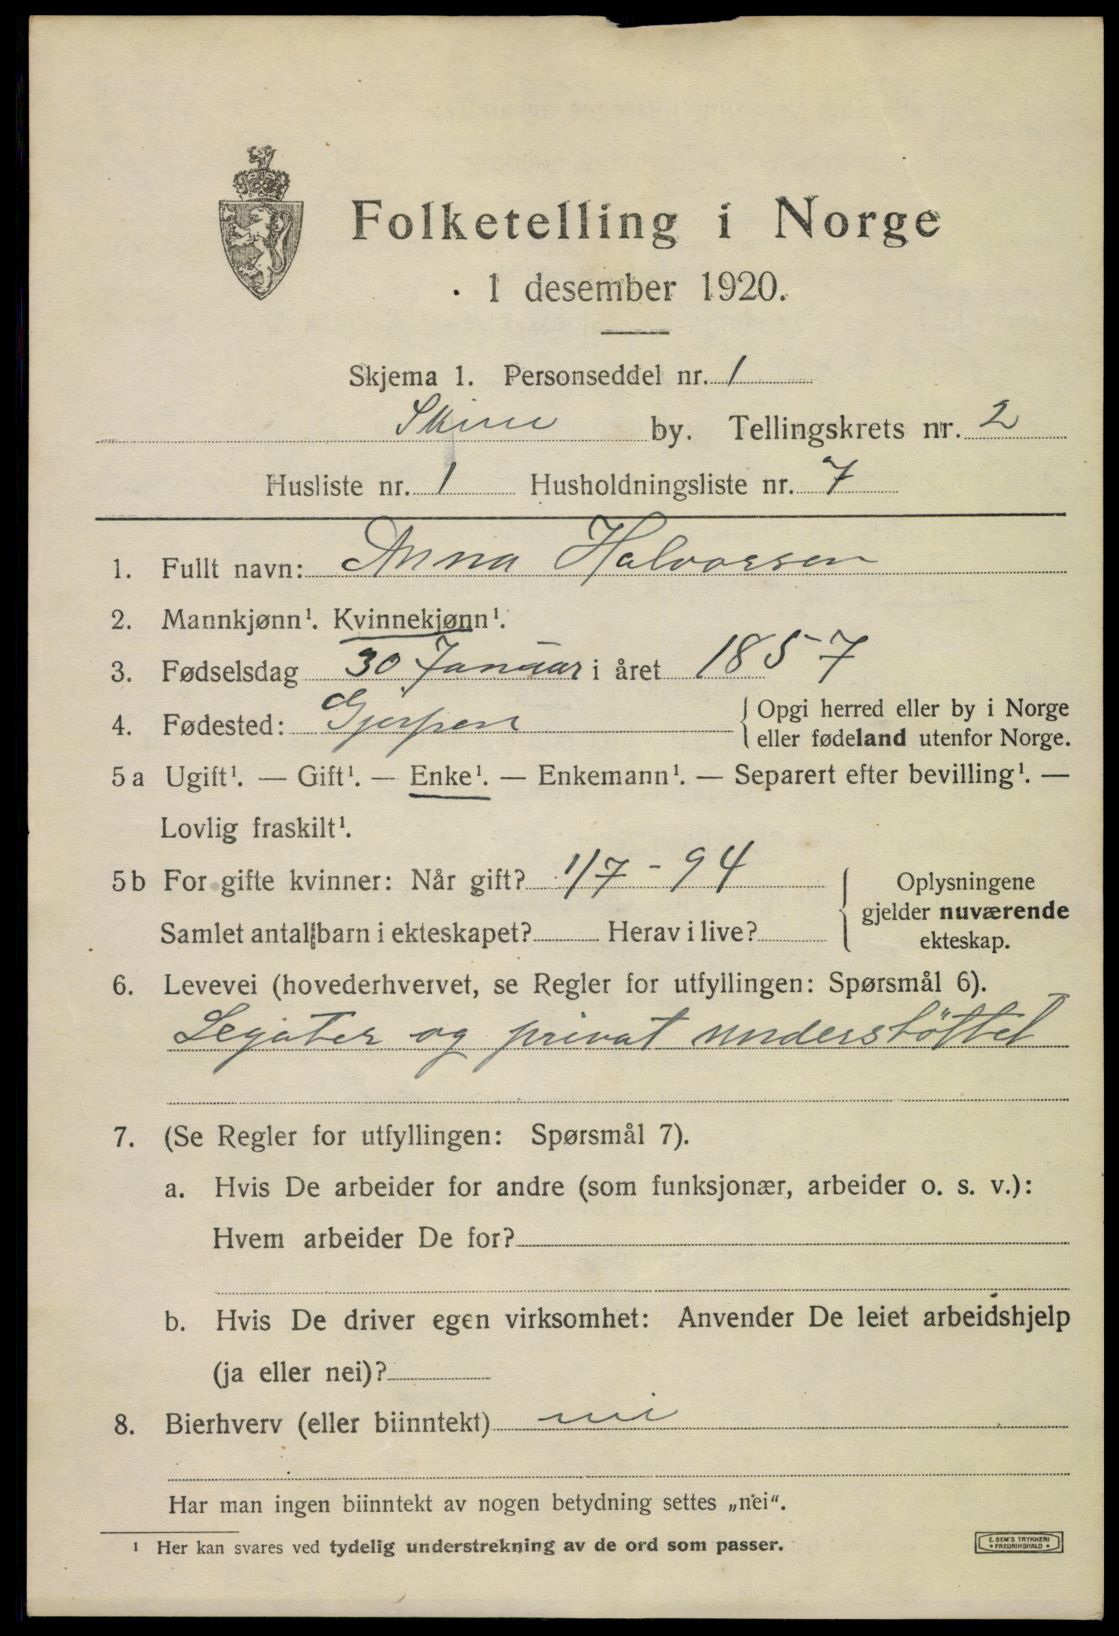 Folketelling i Norge
1 desember 1920.
Skjema 1. Personseddel nr. 1
Skien by. Tellingskrets nr. 2
Husliste nr. 1 Husholdningsliste nr. 7
1. Fullt navn: Anna Halvorsen
2. Mannkjønn¹. Kvinnekjønn¹.
3. Fødselsdag 30 Januar i året 1857
4. Fødested: Gjerpen { Opgi herred eller by i Norge
eller fødeland utenfor Norge.
5 a Ugift¹. — Gift¹. — Enke¹. — Enkemann¹. — Separert efter bevilling¹. —
Lovlig fraskilt¹.
5 b For gifte kvinner: Når gift? 1/7 - 94
Samlet antal barn i ekteskapet? Herav i live?
{ Oplysningene
gjelder nuværende
ekteskap.
6. Levevei (hovederhvervet, se Regler for utfyllingen: Spørsmål 6).
Legater og privat understöttet
7. (Se Regler for utfyllingen: Spørsmål 7).
a. Hvis De arbeider for andre (som funksjonær, arbeider o. s. v.):
Hvem arbeider De for?
b. Hvis De driver egen virksomhet: Anvender De leiet arbeidshjelp
(ja eller nei)?
8. Bierhverv (eller biinntekt) nei
Har man ingen biinntekt av nogen betydning settes „nei“.
¹ Her kan svares ved tydelig understrekning av de ord som passer.
E. SEM'S TRYKKERI
• FREDRIKSHALD •